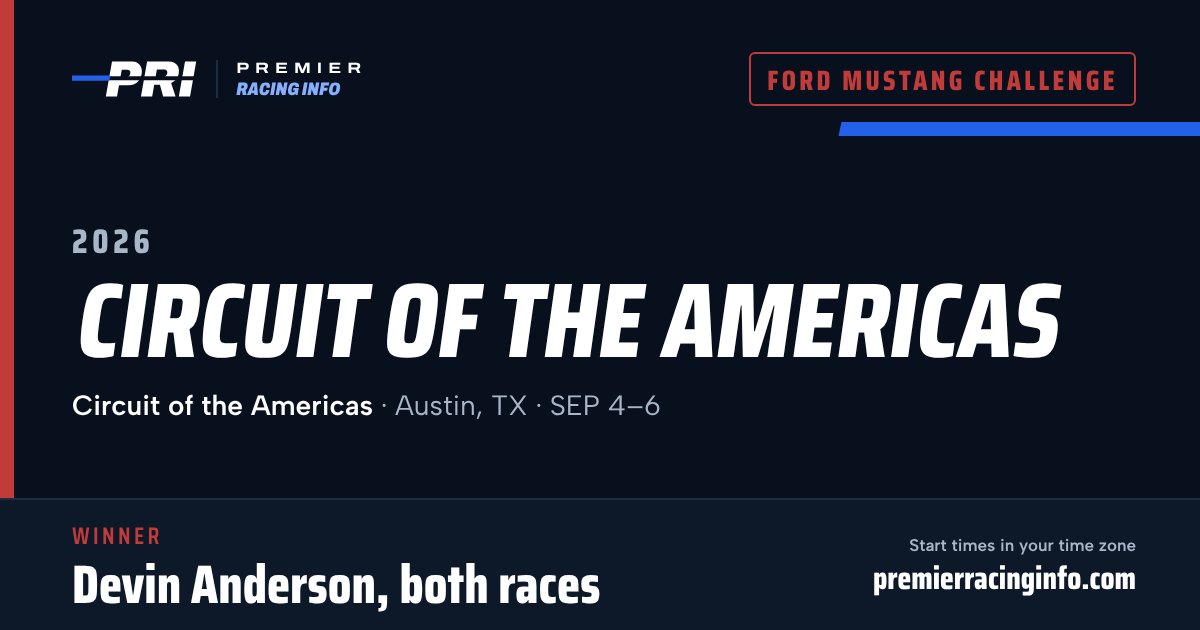 PRI
PREMIER
RACING INFO
FORD MUSTANG CHALLENGE
2026
CIRCUIT OF THE AMERICAS
Circuit of the Americas · Austin, TX · SEP 4–6
WINNER
Devin Anderson, both races
Start times in your time zone
premierracinginfo.com